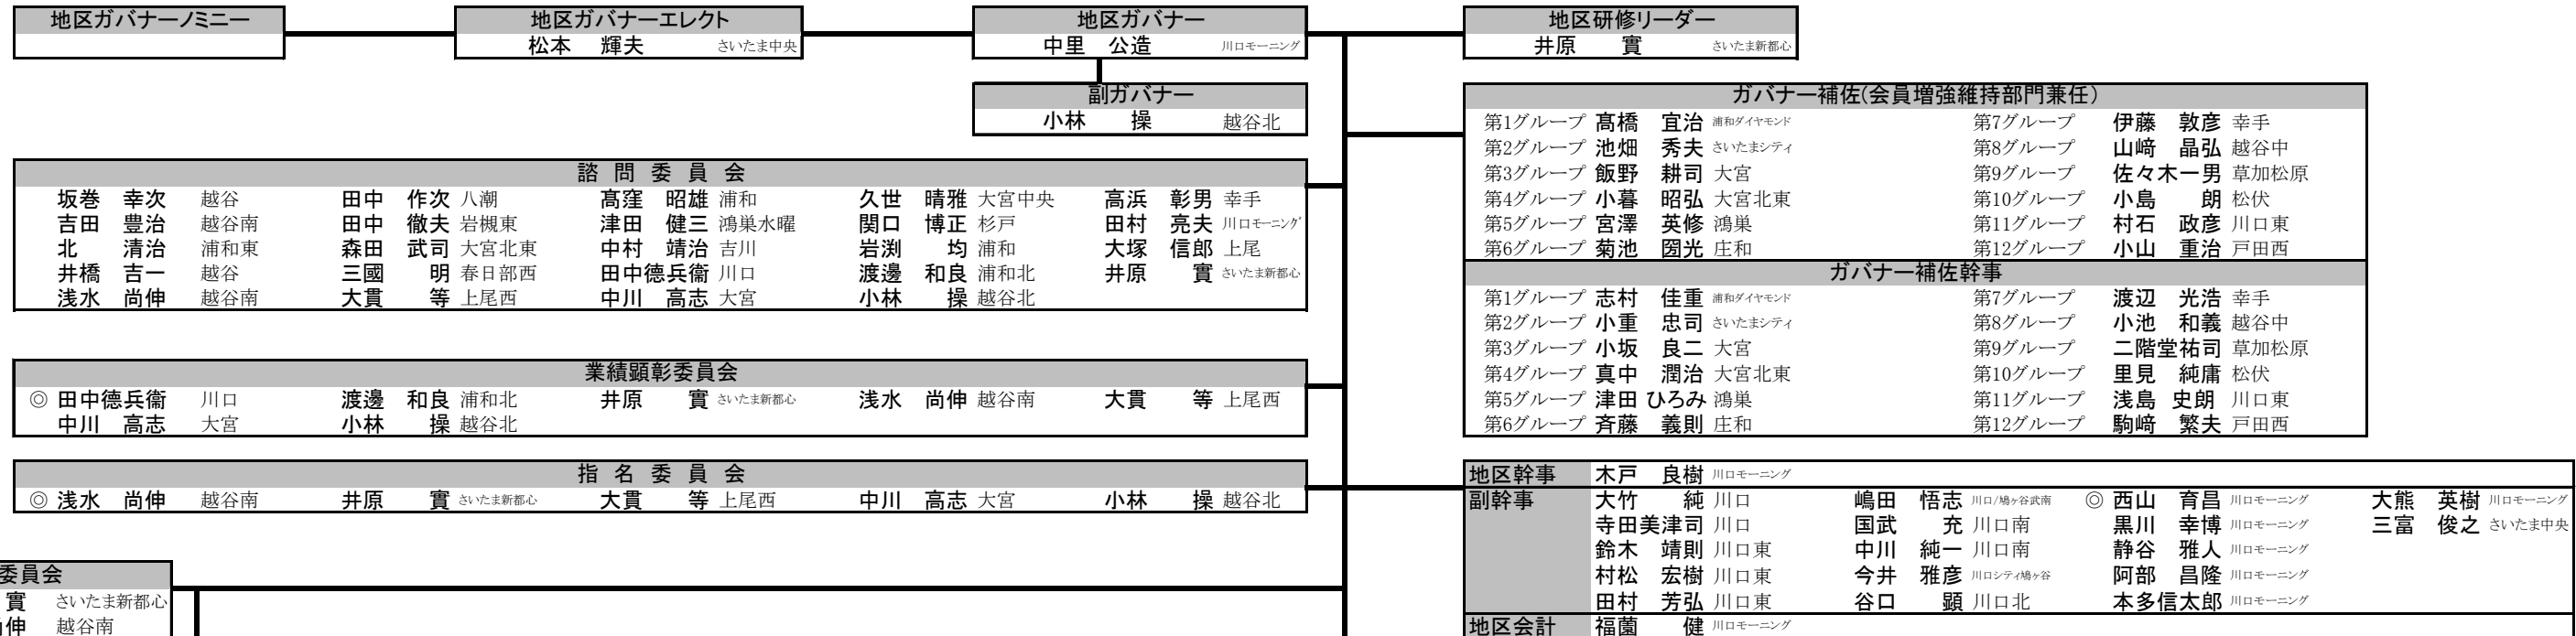 地区ガバナーノミニー
地区ガバナーエレクト
松本 輝夫 さいたま中央
地区ガバナー
中里 公造 川口モーニング
地区研修リーダー
井原 實 さいたま新都心
副ガバナー
小林 操 越谷北
諮問委員会
坂巻 幸次 越谷 田中 作次 八潮 髙窪 昭雄 浦和 久世 晴雅 大宮中央 高浜 彰男 幸手
吉田 豊治 越谷南 田中 徹夫 岩槻東 津田 健三 鴻巣水曜 関口 博正 杉戸 田村 亮夫 川口モーニング
北 清治 浦和東 森田 武司 大宮北東 中村 靖治 吉川 岩渕 均 浦和 大塚 信郎 上尾
井橋 吉一 越谷 三國 明 春日部西 田中德兵衞 川口 渡邊 和良 浦和北 井原 實 さいたま新都心
浅水 尚伸 越谷南 大貫 等 上尾西 中川 高志 大宮 小林 操 越谷北
業績顕彰委員会
◎ 田中德兵衞 川口 渡邊 和良 浦和北 井原 實 さいたま新都心 浅水 尚伸 越谷南 大貫 等 上尾西
中川 高志 大宮 小林 操 越谷北
指名委員会
◎ 浅水 尚伸 越谷南 井原 實 さいたま新都心 大貫 等 上尾西 中川 高志 大宮 小林 操 越谷北
委員会
實 さいたま新都心
伸 越谷南
ガバナー補佐(会員増強維持部門兼任)
第1グループ 髙橋 宜治 浦和ダイヤモンド 第7グループ 伊藤 敦彦 幸手
第2グループ 池畑 秀夫 さいたまシティ 第8グループ 山﨑 晶弘 越谷中
第3グループ 飯野 耕司 大宮 第9グループ 佐々木一男 草加松原
第4グループ 小暮 昭弘 大宮北東 第10グループ 小島 朗 松伏
第5グループ 宮澤 英修 鴻巣 第11グループ 村石 政彦 川口東
第6グループ 菊池 圀光 庄和 第12グループ 小山 重治 戸田西
ガバナー補佐幹事
第1グループ 志村 佳重 浦和ダイヤモンド 第7グループ 渡辺 光浩 幸手
第2グループ 小重 忠司 さいたまシティ 第8グループ 小池 和義 越谷中
第3グループ 小坂 良二 大宮 第9グループ 二階堂祐司 草加松原
第4グループ 真中 潤治 大宮北東 第10グループ 里見 純庸 松伏
第5グループ 津田 ひろみ 鴻巣 第11グループ 浅島 史朗 川口東
第6グループ 斉藤 義則 庄和 第12グループ 駒﨑 繁夫 戸田西
地区幹事 木戸 良樹 川口モーニング
副幹事 大竹 純 川口 嶋田 悟志 川口/鳩ヶ谷武南 ◎ 西山 育昌 川口モーニング 大熊 英樹 川口モーニング
寺田美津司 川口 国武 充 川口南 黒川 幸博 川口モーニング 三富 俊之 さいたま中央
鈴木 靖則 川口東 中川 純一 川口南 静谷 雅人 川口モーニング
村松 宏樹 川口東 今井 雅彦 川口シティ鳩ヶ谷 阿部 昌隆 川口モーニング
田村 芳弘 川口東 谷口 顕 川口北 本多信太郎 川口モーニング
地区会計 福薗 健 川口モーニング